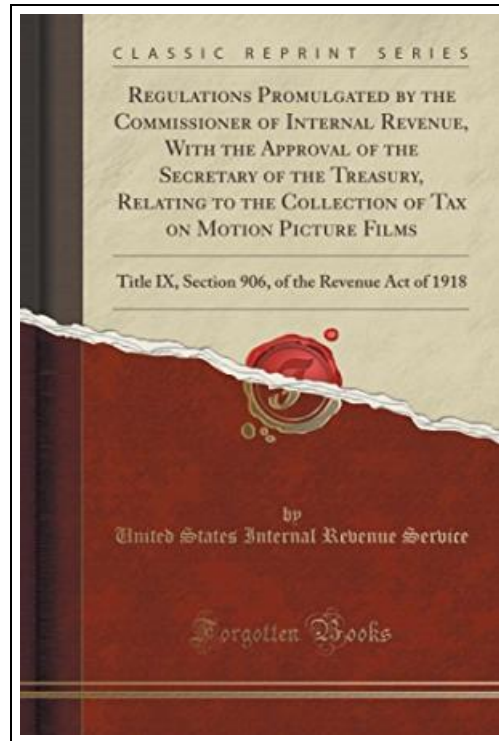 CLASSIC REPRINT SERIES
REGULATIONS PROMULGATED BY THE
COMMISSIONER OF INTERNAL REVENUE,
WITH THE APPROVAL OF THE
SECRETARY OF THE TREASURY,
RELATING TO THE COLLECTION OF TAX
ON MOTION PICTURE FILMS
Title IX, Section 906, of the Revenue Act of 1918
by
United States Internal Revenue Service
Forgotten Books